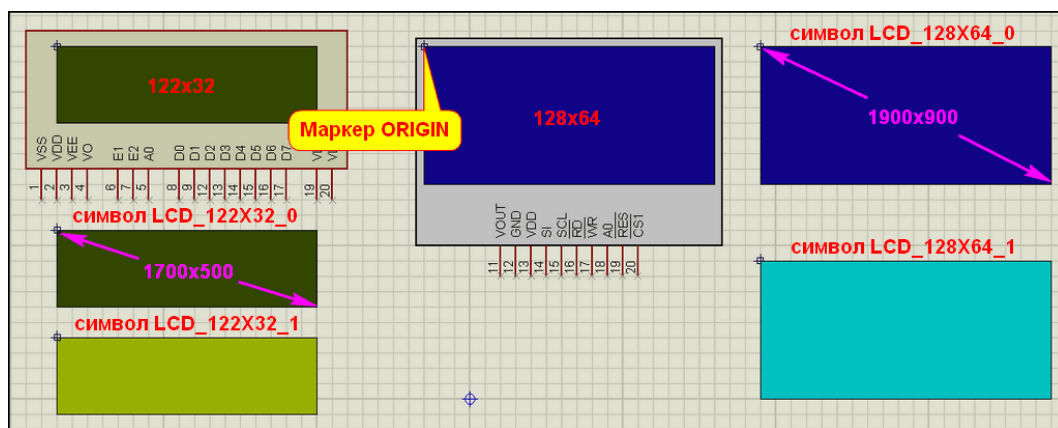 122x32
VSS
VDD
VEE
VO
E1
E2
A0
D0
D1
D2
D3
D4
D5
D6
D7
1
2
3
4
6
7
5
8
9
12
13
14
15
16
17
19
20
символ LCD_122X32_0
1700x500
символ LCD_122X32_1
Маркер ORIGIN
128x64
VOUT
GND
VDD
SI
SCL
RD
WR
A0
RES
CS1
11
12
13
14
15
16
17
18
19
20
символ LCD_128X64_0
1900x900
символ LCD_128X64_1